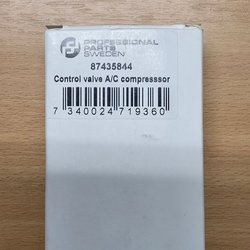 PROFESSIONAL
PARTS
SWEDEN
87435844
Control valve A/C compresssor
7 340024 719360